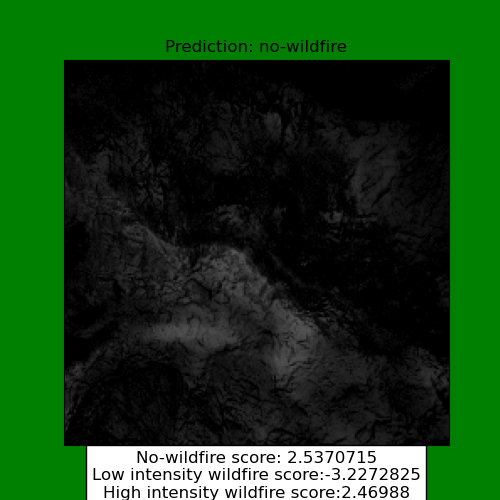 Prediction: no-wildfire
No-wildfire score: 2.5370715
Low intensity wildfire score:-3.2272825
High intensity wildfire score:2.46988